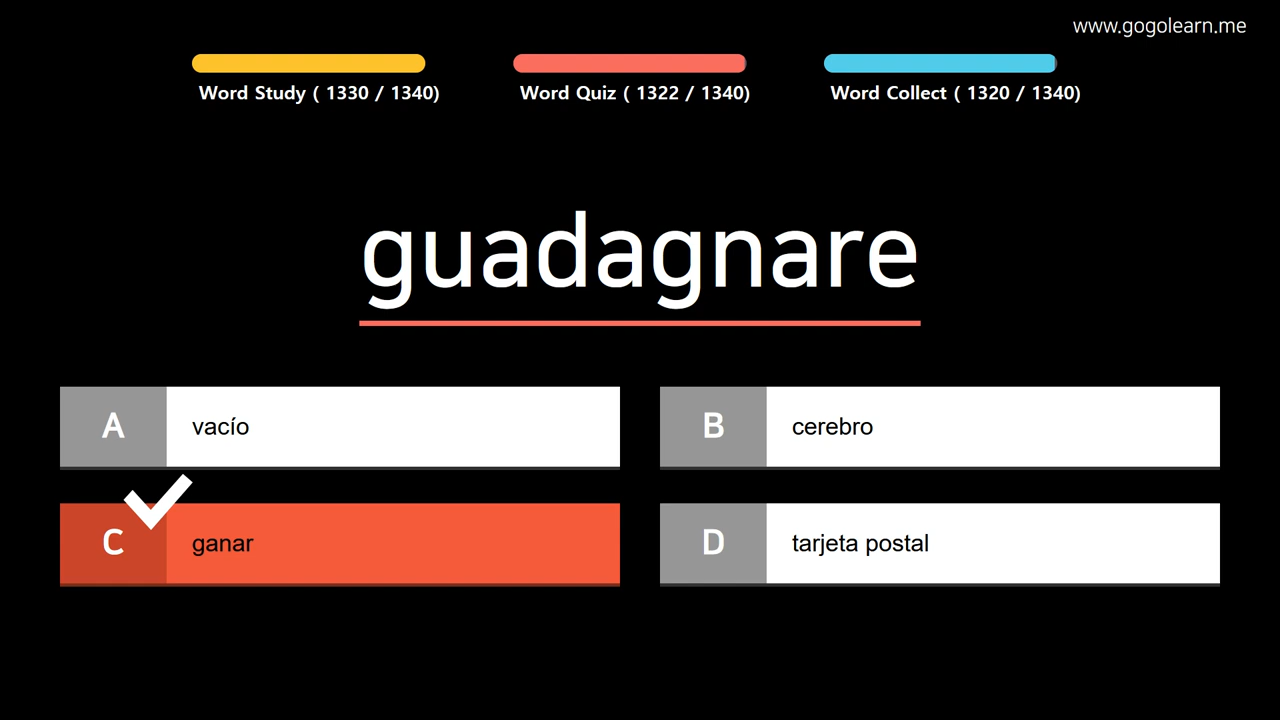 www.gogolearn.me
Word Study ( 1330 / 1340)
Word Quiz ( 1322 / 1340)
Word Collect ( 1320 / 1340)
guadagnare
A vacío
B cerebro
C ganar
D tarjeta postal